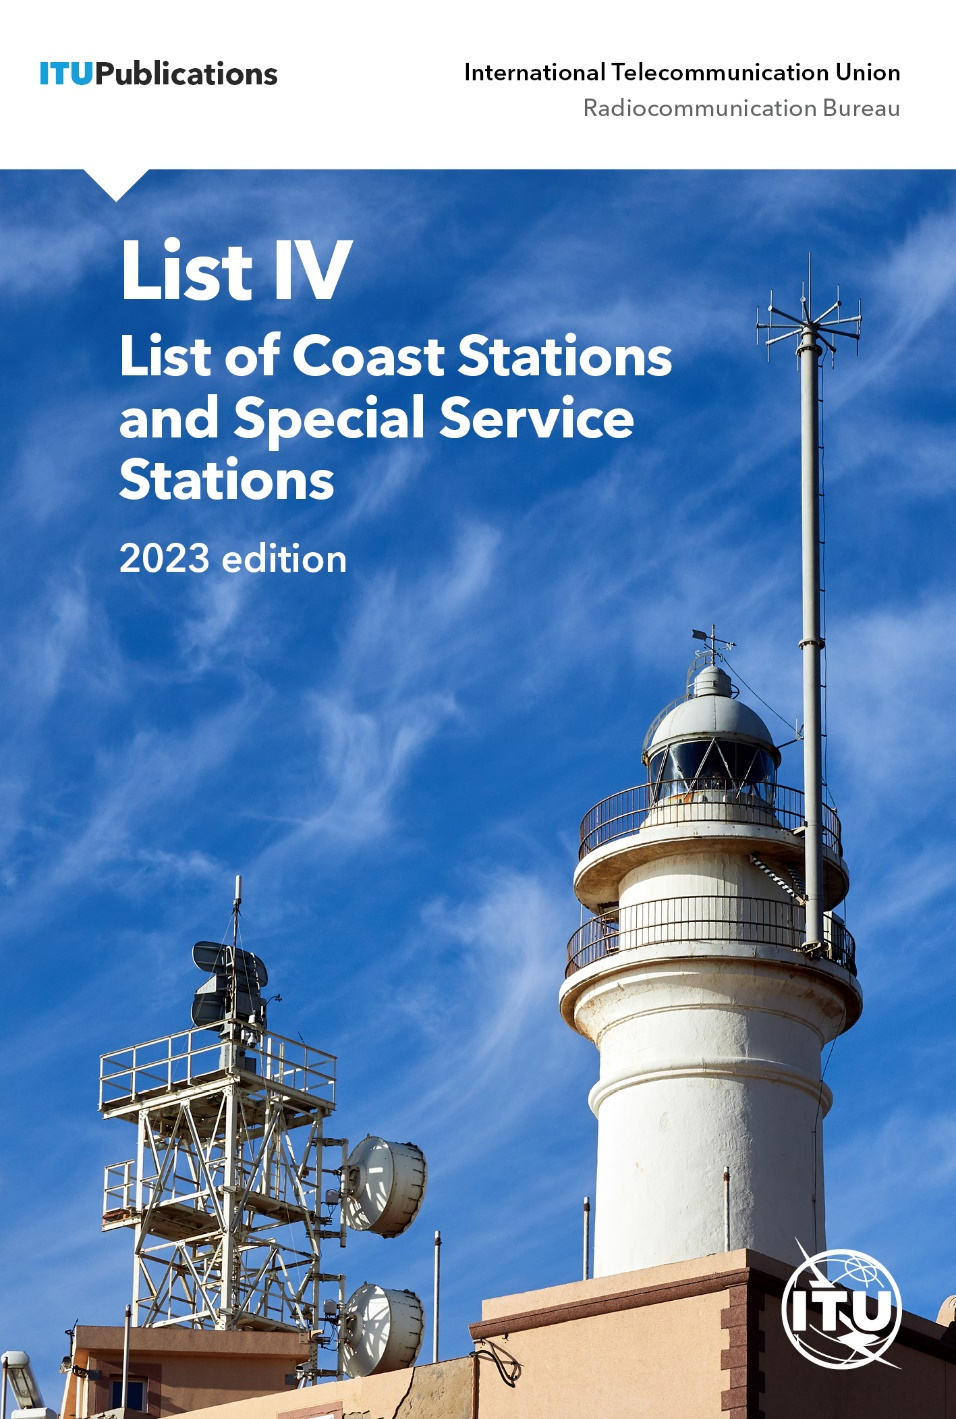 ITUPublications
International Telecommunication Union
Radiocommunication Bureau
List IV
List of Coast Stations
and Special Service
Stations
2023 edition
ITU